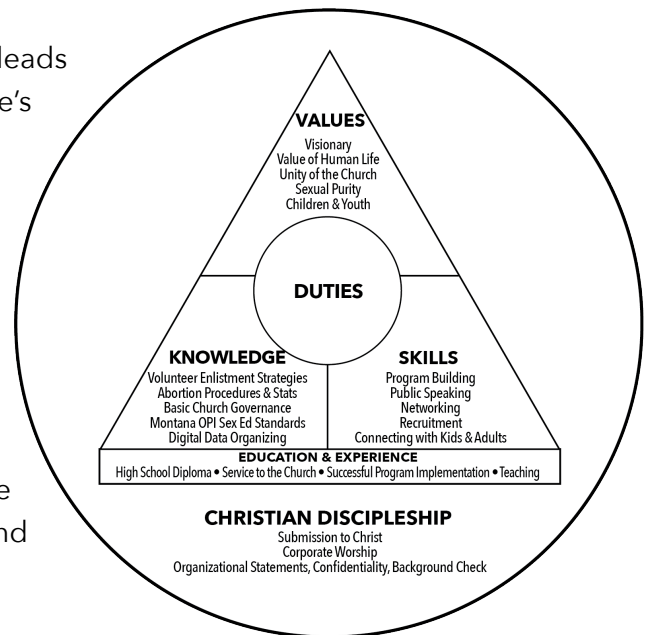 leads
e's
e
nd
VALUES
Visionary
Value of Human Life
Unity of the Church
Sexual Purity
Children & Youth
DUTIES
KNOWLEDGE
Volunteer Enlistment Strategies
Abortion Procedures & Stats
Basic Church Governance
Montana OPI Sex Ed Standards
Digital Data Organizing
SKILLS
Program Building
Public Speaking
Networking
Recruitment
Connecting with Kids & Adults
EDUCATION & EXPERIENCE
High School Diploma • Service to the Church • Successful Program Implementation • Teaching
CHRISTIAN DISCIPLESHIP
Submission to Christ
Corporate Worship
Organizational Statements, Confidentiality, Background Check